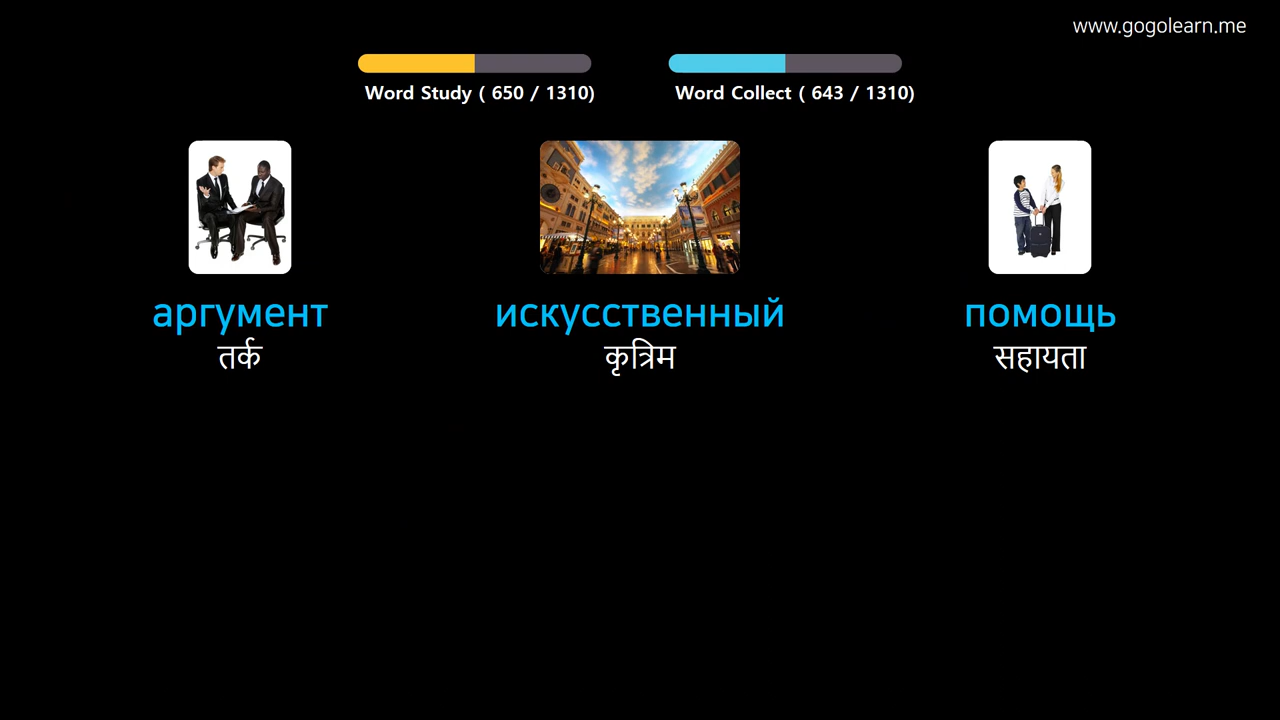 www.gogolearn.me
Word Study ( 650 / 1310)
Word Collect ( 643 / 1310)
аргумент
искусственный
помощь
तर्क
कृत्रिम
सहायता